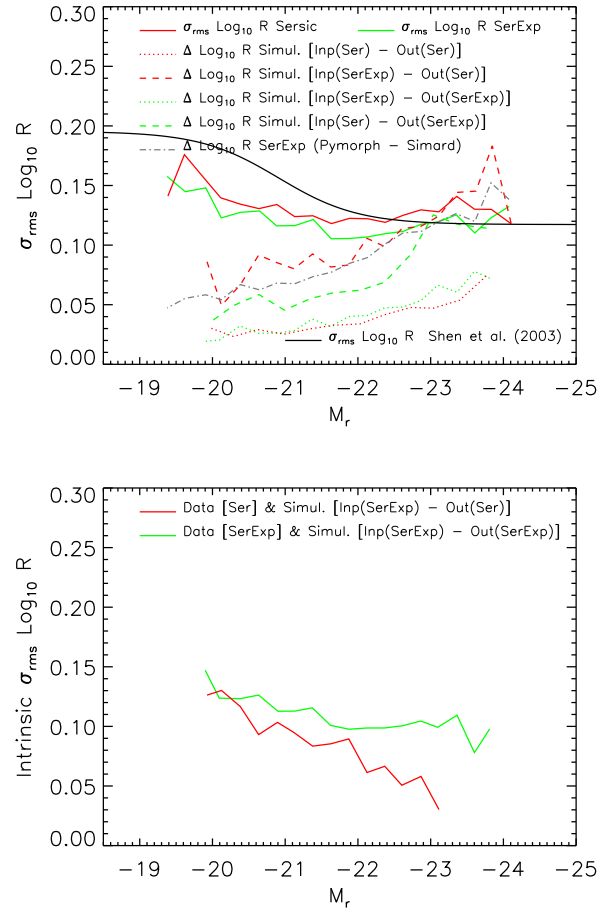 0.30
σrms Log10 R Sersic
σrms Log10 R SerExp
Δ Log10 R Simul. [Inp(Ser) − Out(Ser)]
0.25
Δ Log10 R Simul. [Inp(SerExp) − Out(Ser)]
Δ Log10 R Simul. [Inp(SerExp) − Out(SerExp)]
0.20
Δ Log10 R Simul. [Inp(Ser) − Out(SerExp)]
Δ Log10 R SerExp (Pymorph − Simard)
σrms Log10 R
0.15
0.10
0.05
σrms Log10 R Shen et al. (2003)
0.00
−19 −20 −21 −22 −23 −24 −25
Mr
0.30
Data [Ser] & Simul. [Inp(SerExp) − Out(Ser)]
Data [SerExp] & Simul. [Inp(SerExp) − Out(SerExp)]
0.25
0.20
Intrinsic σrms Log10 R
0.15
0.10
0.05
0.00
−19 −20 −21 −22 −23 −24 −25
Mr